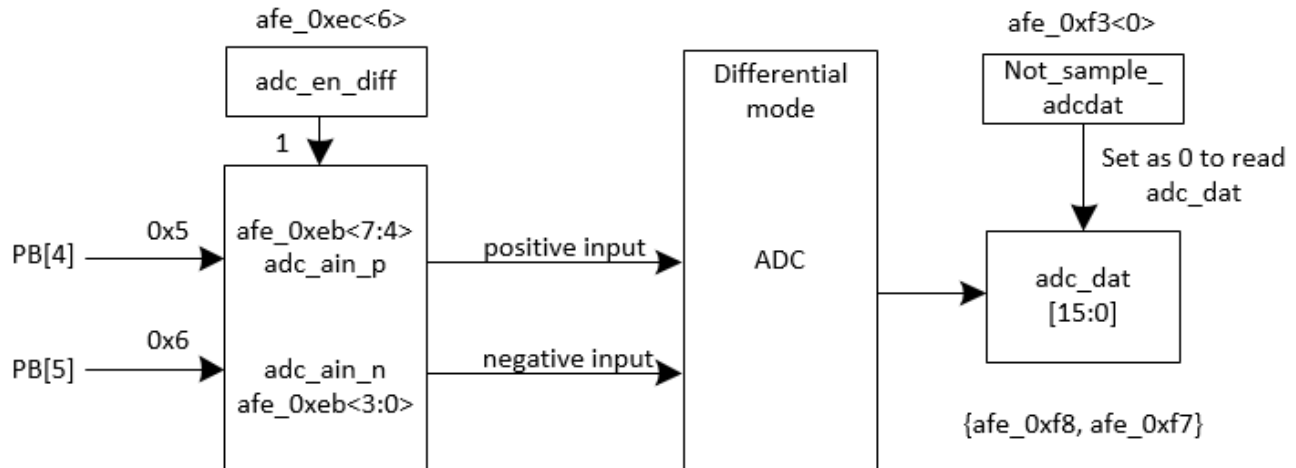 afe_0xec<6>
adc_en_diff
1
PB[4]
0x5
afe_0xeb<7:4>
adc_ain_p
positive input
PB[5]
0x6
adc_ain_n
afe_0xeb<3:0>
negative input
Differential
mode
ADC
afe_0xf3<0>
Not_sample_
adcdat
Set as 0 to read
adc_dat
adc_dat
[15:0]
{afe_0xf8, afe_0xf7}